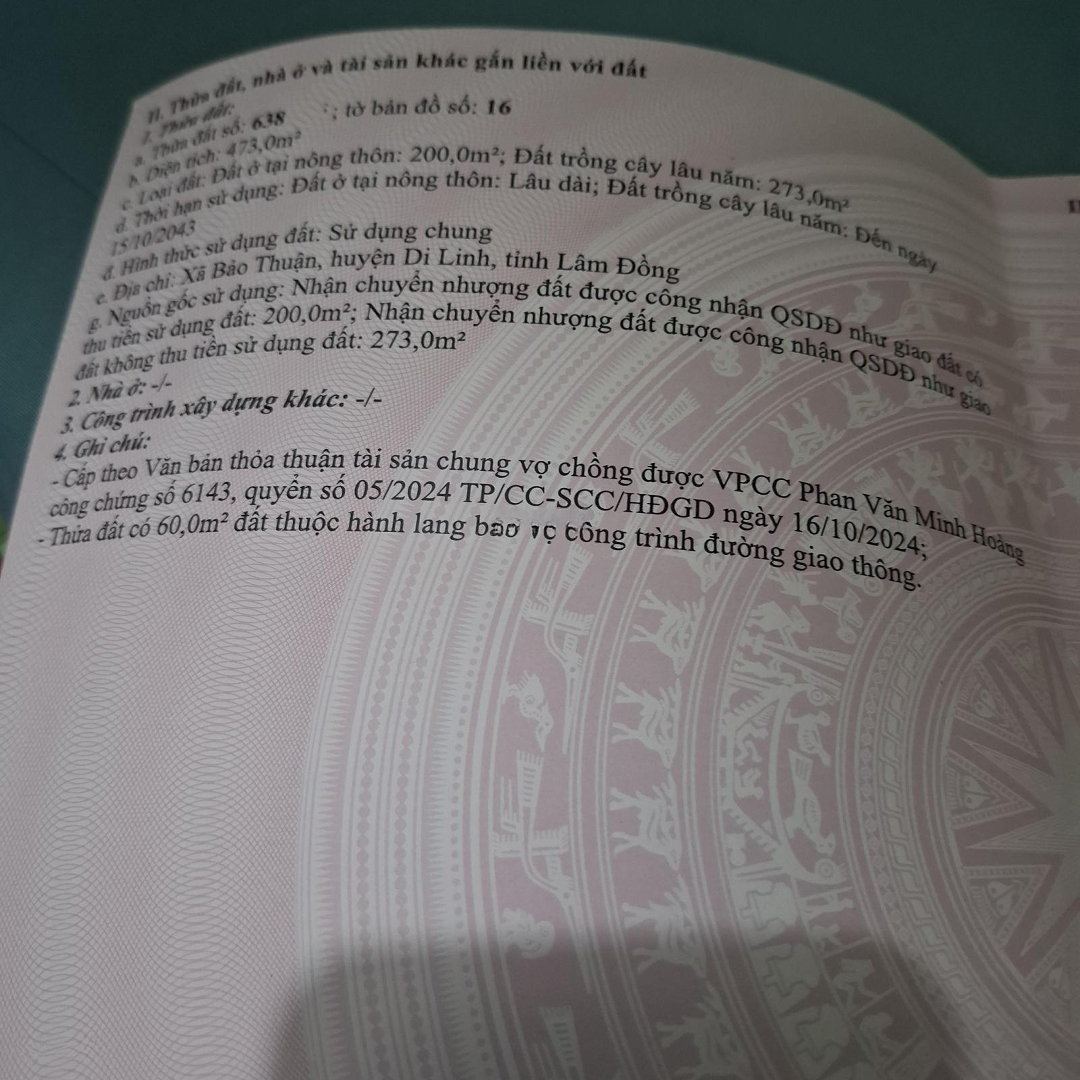 II. Thửa đất, nhà ở và tài sản khác gắn liền với đất
1. Thửa đất:
a. Thửa đất số: 638 ; tờ bản đồ số: 16
b. Diện tích: 473,0m²
c. Loại đất: Đất ở tại nông thôn: 200,0m²; Đất trồng cây lâu năm: 273,0m²
d. Thời hạn sử dụng: Đất ở tại nông thôn: Lâu dài; Đất trồng cây lâu năm: Đến ngày
15/10/2043
đ. Hình thức sử dụng đất: Sử dụng chung
e. Địa chỉ: Xã Bảo Thuận, huyện Di Linh, tỉnh Lâm Đồng
g. Nguồn gốc sử dụng: Nhận chuyển nhượng đất được công nhận QSDĐ như giao đất có
thu tiền sử dụng đất: 200,0m²; Nhận chuyển nhượng đất được công nhận QSDĐ như giao
đất không thu tiền sử dụng đất: 273,0m²
2. Nhà ở: -/-
3. Công trình xây dựng khác: -/-
4. Ghi chú:
- Cấp theo Văn bản thỏa thuận tài sản chung vợ chồng được VPCC Phan Văn Minh Hoàng
công chứng số 6143, quyển số 05/2024 TP/CC-SCC/HĐGD ngày 16/10/2024;
- Thửa đất có 60,0m² đất thuộc hành lang bảo vệ công trình đường giao thông.